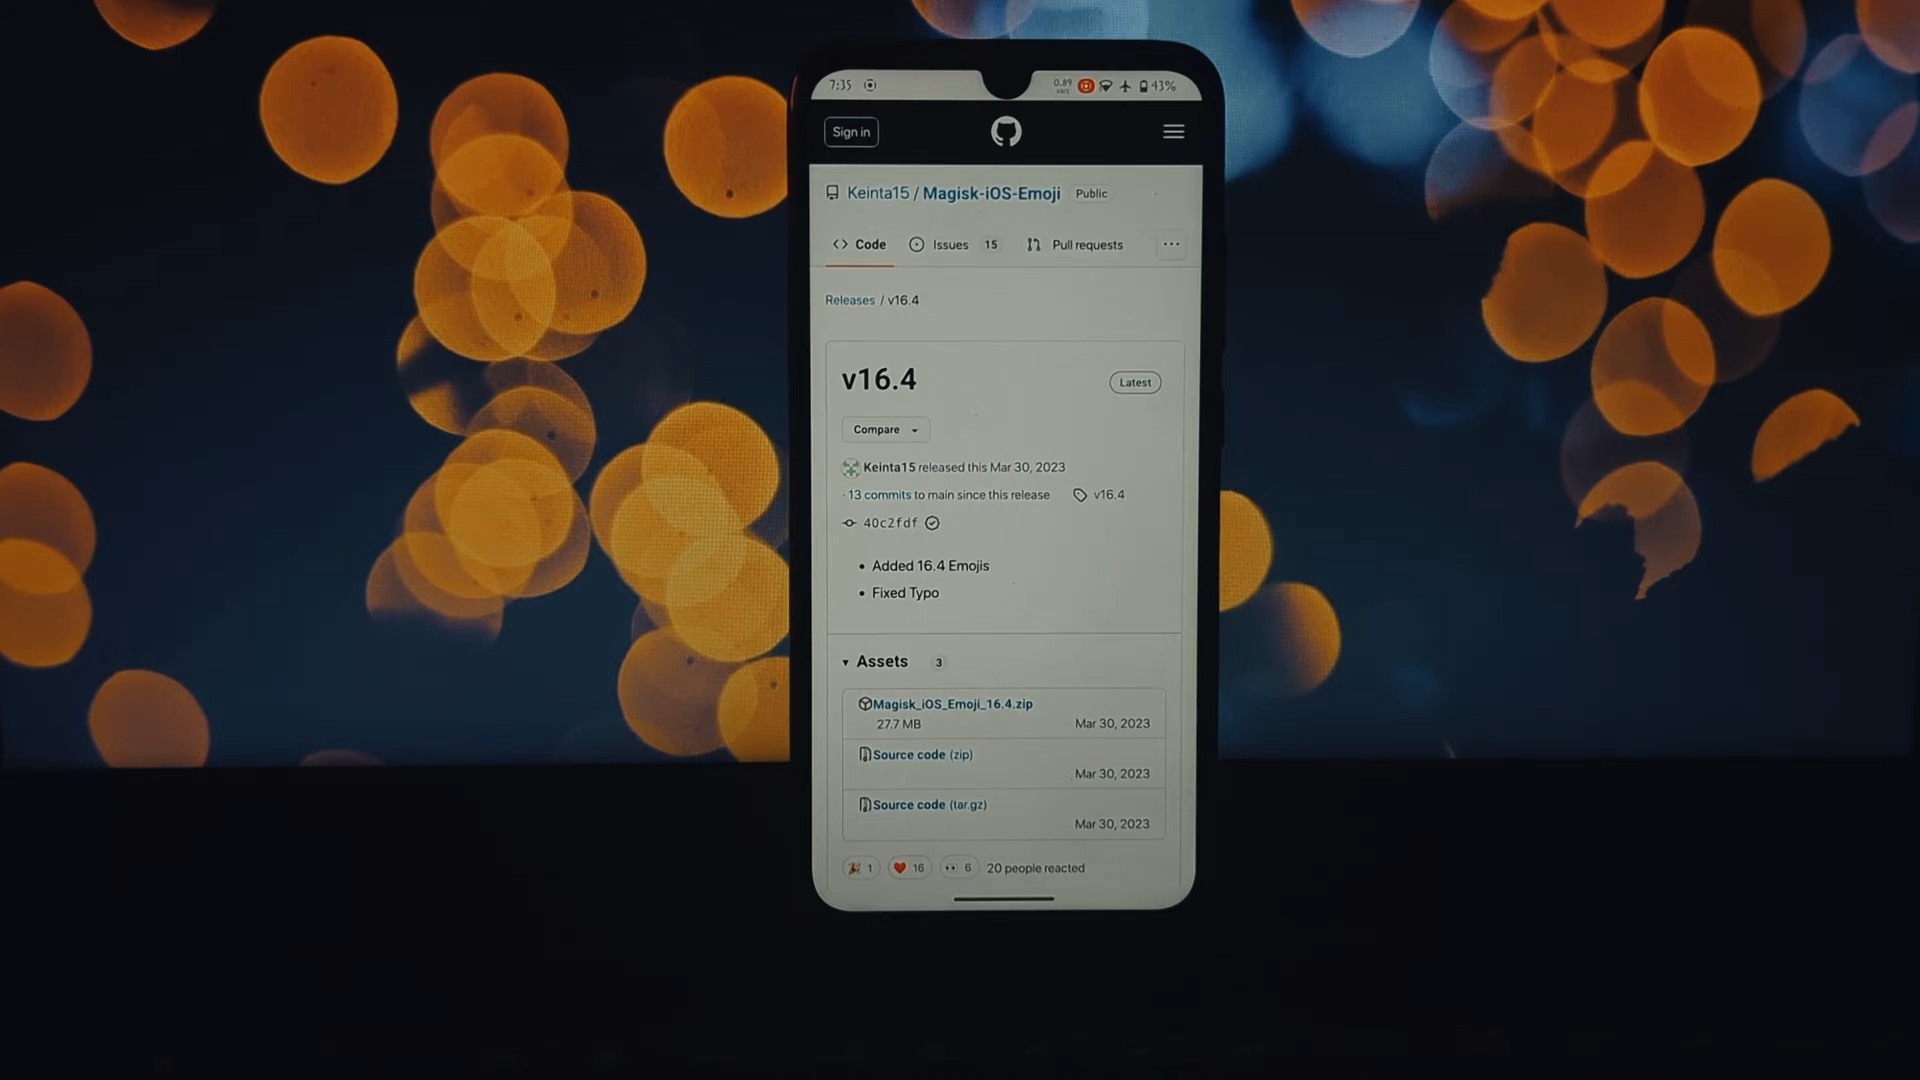 7:35 0.89 43%
KB/S
Sign in
Keinta15 / Magisk-iOS-Emoji Public
Code Issues 15 Pull requests ...
Releases / v16.4
v16.4 Latest
Compare
Keinta15 released this Mar 30, 2023
· 13 commits to main since this release v16.4
40c2fdf
• Added 16.4 Emojis
• Fixed Typo
Assets 3
Magisk_iOS_Emoji_16.4.zip
27.7 MB Mar 30, 2023
Source code (zip)
Mar 30, 2023
Source code (tar.gz)
Mar 30, 2023
1 16 6 20 people reacted